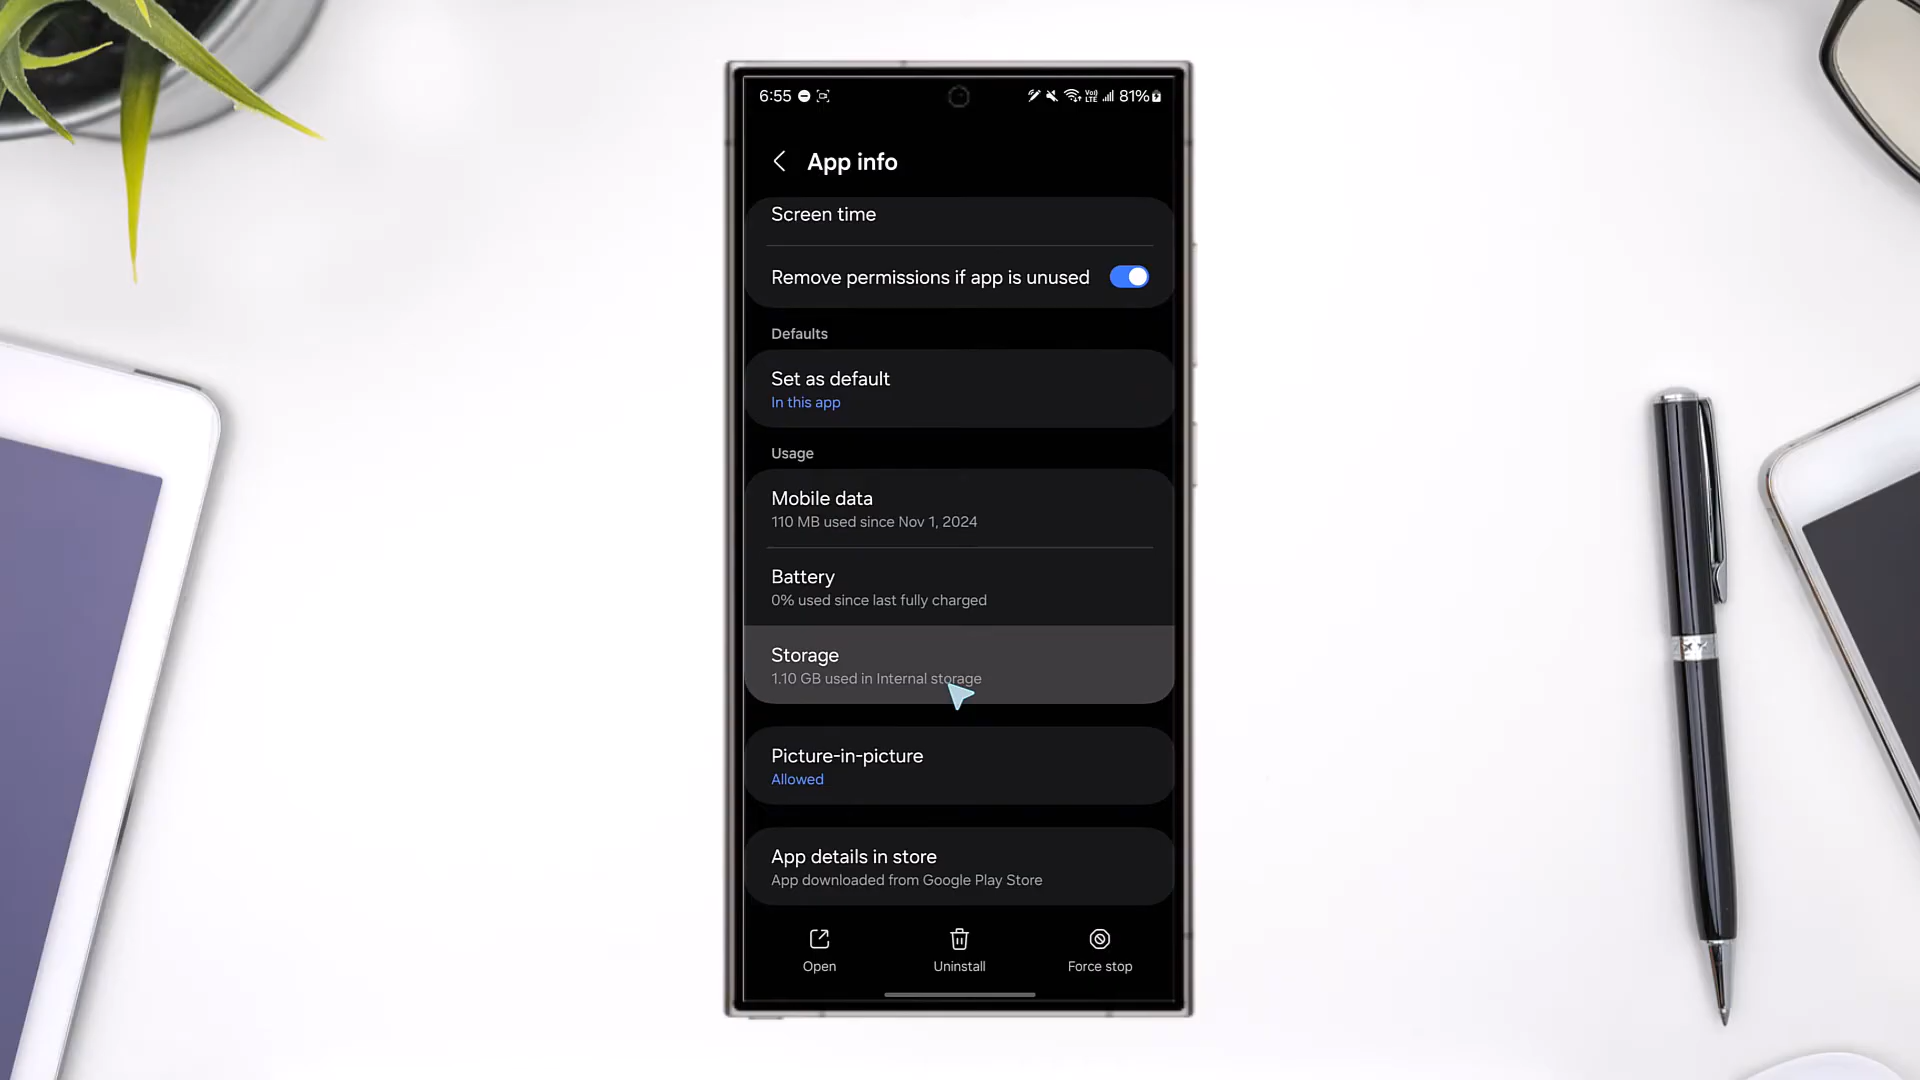 6:55
Vo)
LTE
81%
App info
Screen time
Remove permissions if app is unused
Defaults
Set as default
In this app
Usage
Mobile data
110 MB used since Nov 1, 2024
Battery
0% used since last fully charged
Storage
1.10 GB used in Internal storage
Picture-in-picture
Allowed
App details in store
App downloaded from Google Play Store
Open
Uninstall
Force stop